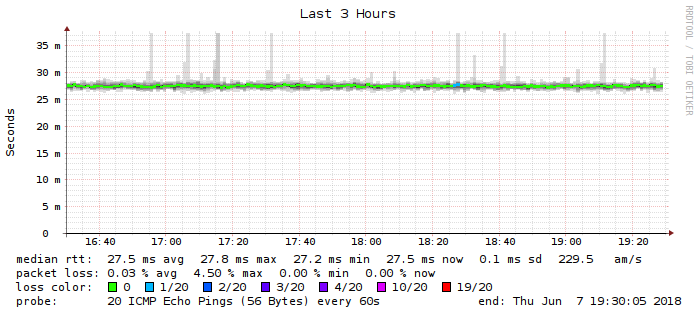 Last 3 Hours
RRDTOOL / TOBI OETIKER
Seconds
35 m
30 m
25 m
20 m
15 m
10 m
5 m
0
16:40 17:00 17:20 17:40 18:00 18:20 18:40 19:00 19:20
median rtt: 27.5 ms avg 27.8 ms max 27.2 ms min 27.5 ms now 0.1 ms sd 229.5 am/s
packet loss: 0.03 % avg 4.50 % max 0.00 % min 0.00 % now
loss color: 0 1/20 2/20 3/20 4/20 10/20 19/20
probe: 20 ICMP Echo Pings (56 Bytes) every 60s end: Thu Jun 7 19:30:05 2018